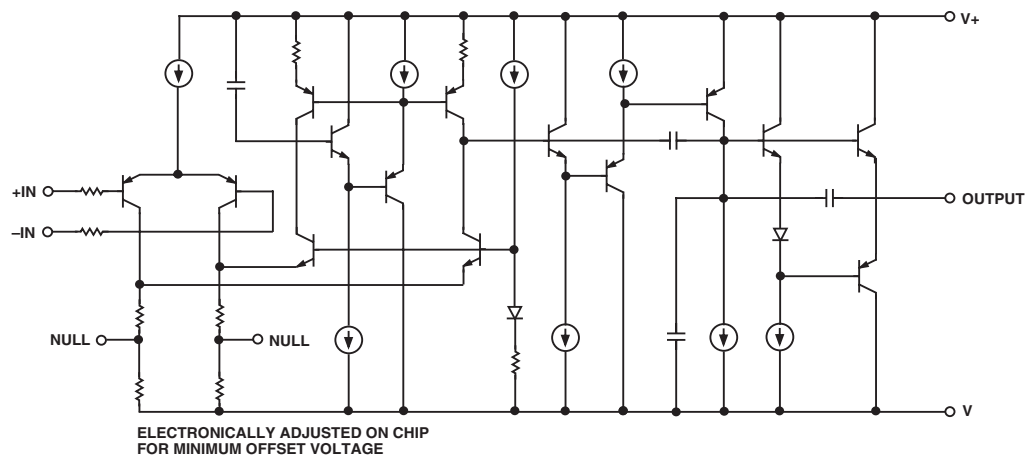 V+
+IN
OUTPUT
–IN
NULL
NULL
V
ELECTRONICALLY ADJUSTED ON CHIP
FOR MINIMUM OFFSET VOLTAGE